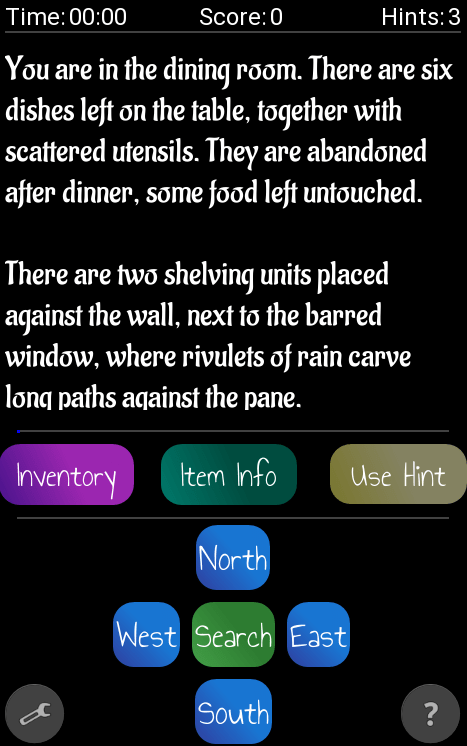 Time: 00:00 Score: 0 Hints: 3
You are in the dining room. There are six
dishes left on the table, together with
scattered utensils. They are abandoned
after dinner, some food left untouched.
There are two shelving units placed
against the wall, next to the barred
window, where rivulets of rain carve
long paths against the pane.
Inventory Item Info Use Hint
North
West Search East
South
?